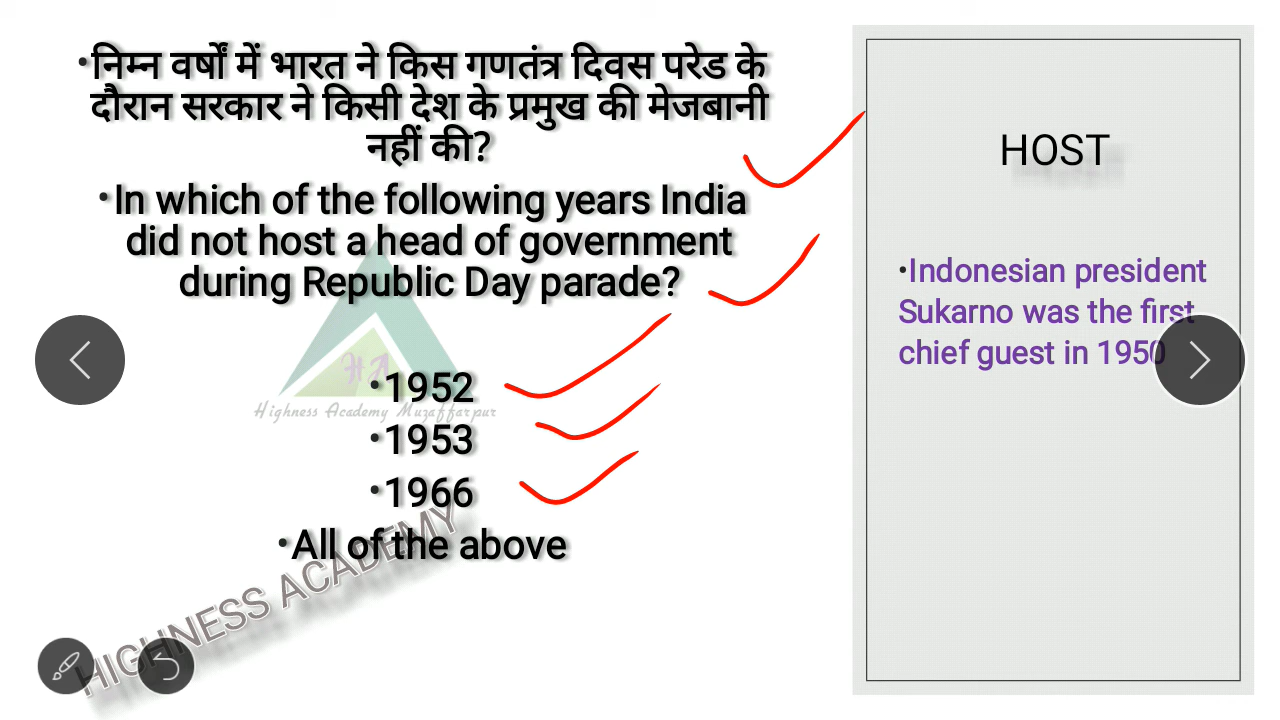 •निम्न वर्षों में भारत ने किस गणतंत्र दिवस परेड के
दौरान सरकार ने किसी देश के प्रमुख की मेजबानी
नहीं की?
•In which of the following years India
did not host a head of government
during Republic Day parade?
HA
Highness Academy Muzaffarpur
•1952
•1953
•1966
•All of the above
HIGHNESS ACADEMY
HOST
•Indonesian president
Sukarno was the first
chief guest in 1950